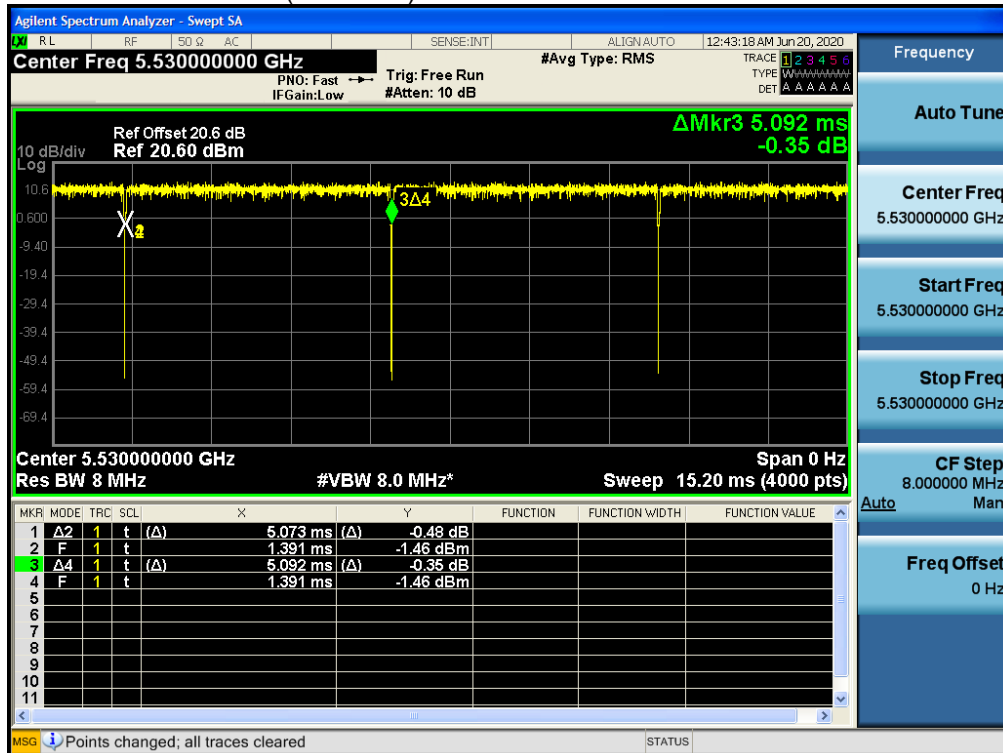 Agilent Spectrum Analyzer - Swept SA
LXI RL RF 50 Ω AC SENSE:INT ALIGN AUTO 12:43:18 AM Jun 20, 2020
Center Freq 5.530000000 GHz #Avg Type: RMS TRACE 1 2 3 4 5 6
PNO: Fast Trig: Free Run TYPE WWWWWWWW
IFGain:Low #Atten: 10 dB DET A A A A A A
Ref Offset 20.6 dB ΔMkr3 5.092 ms
10 dB/div Ref 20.60 dBm -0.35 dB
Log
10.6
0.600
-9.40
-19.4
-29.4
-39.4
-49.4
-59.4
-69.4
3Δ4
Center 5.530000000 GHz Span 0 Hz
Res BW 8 MHz #VBW 8.0 MHz* Sweep 15.20 ms (4000 pts)
MKR MODE TRC SCL X Y FUNCTION FUNCTION WIDTH FUNCTION VALUE
1 Δ2 1 t (Δ) 5.073 ms (Δ) -0.48 dB
2 F 1 t 1.391 ms -1.46 dBm
3 Δ4 1 t (Δ) 5.092 ms (Δ) -0.35 dB
4 F 1 t 1.391 ms -1.46 dBm
5
6
7
8
9
10
11
MSG Points changed; all traces cleared STATUS
Frequency
Auto Tune
Center Freq
5.530000000 GHz
Start Freq
5.530000000 GHz
Stop Freq
5.530000000 GHz
CF Step
8.000000 MHz
Auto Man
Freq Offset
0 Hz